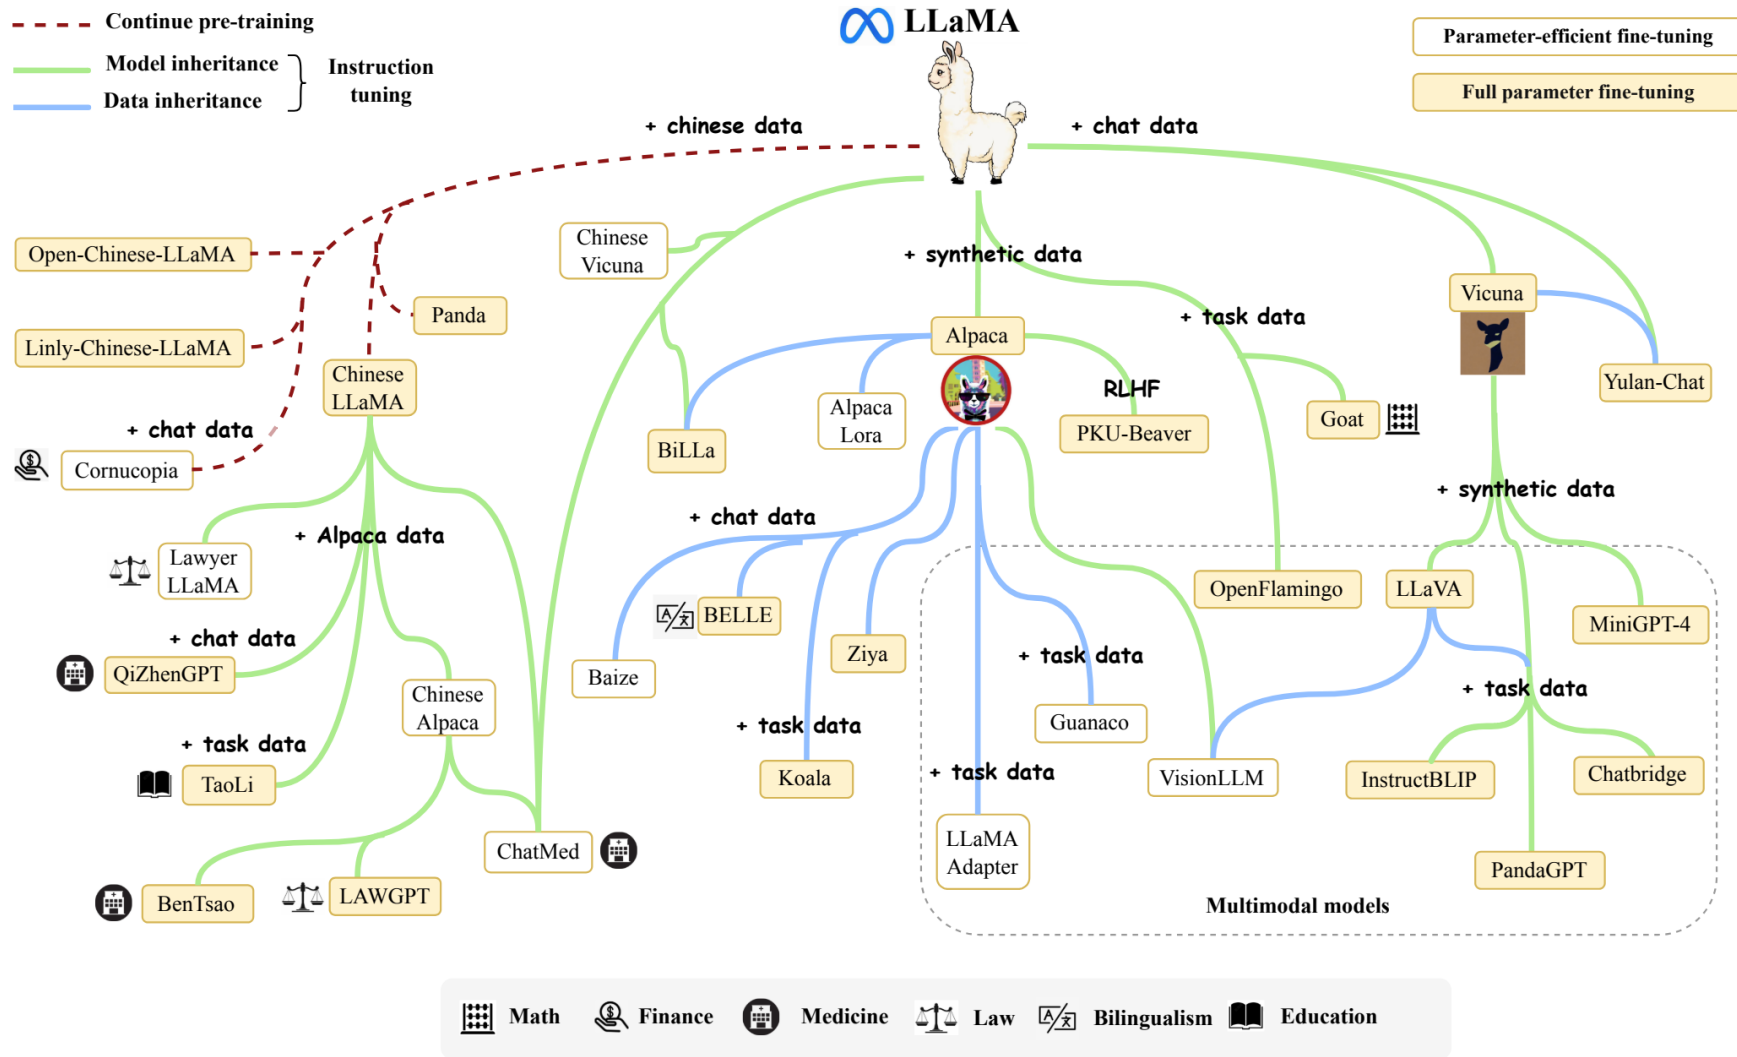 Continue pre-training
LLaMA
Parameter-efficient fine-tuning
Model inheritance
Instruction
tuning
Data inheritance
Full parameter fine-tuning
+ chinese data
+ chat data
Chinese
Vicuna
Open-Chinese-LLaMA
+ synthetic data
Vicuna
Panda
+ task data
Alpaca
Linly-Chinese-LLaMA
Chinese
LLaMA
Yulan-Chat
RLHF
Alpaca
Lora
Goat
PKU-Beaver
+ chat data
BiLLa
Cornucopia
+ synthetic data
+ chat data
+ Alpaca data
Lawyer
LLaMA
OpenFlamingo
LLaVA
BELLE
MiniGPT-4
+ chat data
Ziya
+ task data
QiZhenGPT
Baize
+ task data
Chinese
Alpaca
Guanaco
+ task data
+ task data
+ task data
TaoLi
Koala
VisionLLM
InstructBLIP
Chatbridge
LLaMA
Adapter
ChatMed
PandaGPT
BenTsao
LAWGPT
Multimodal models
Math
Finance
Medicine
Law
Bilingualism
Education